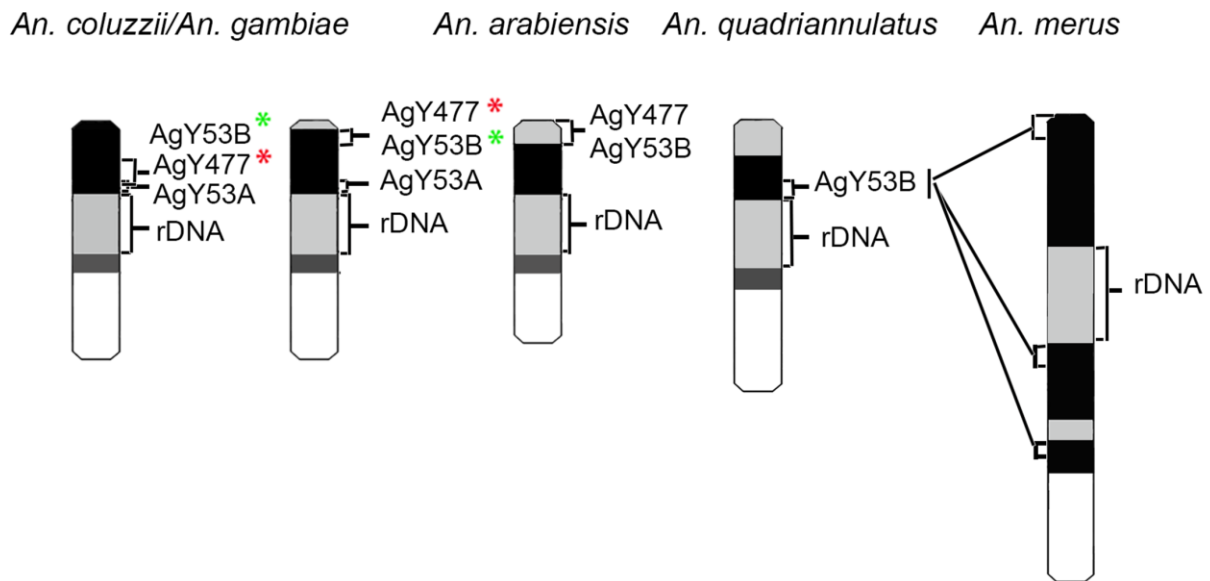 An. coluzzii/An. gambiae An. arabiensis An. quadriannulatus An. merus
AgY53B *
AgY477 *
AgY53A
rDNA
AgY477 *
AgY53B *
AgY53A
rDNA
AgY477
AgY53B
rDNA
AgY53B
rDNA
rDNA